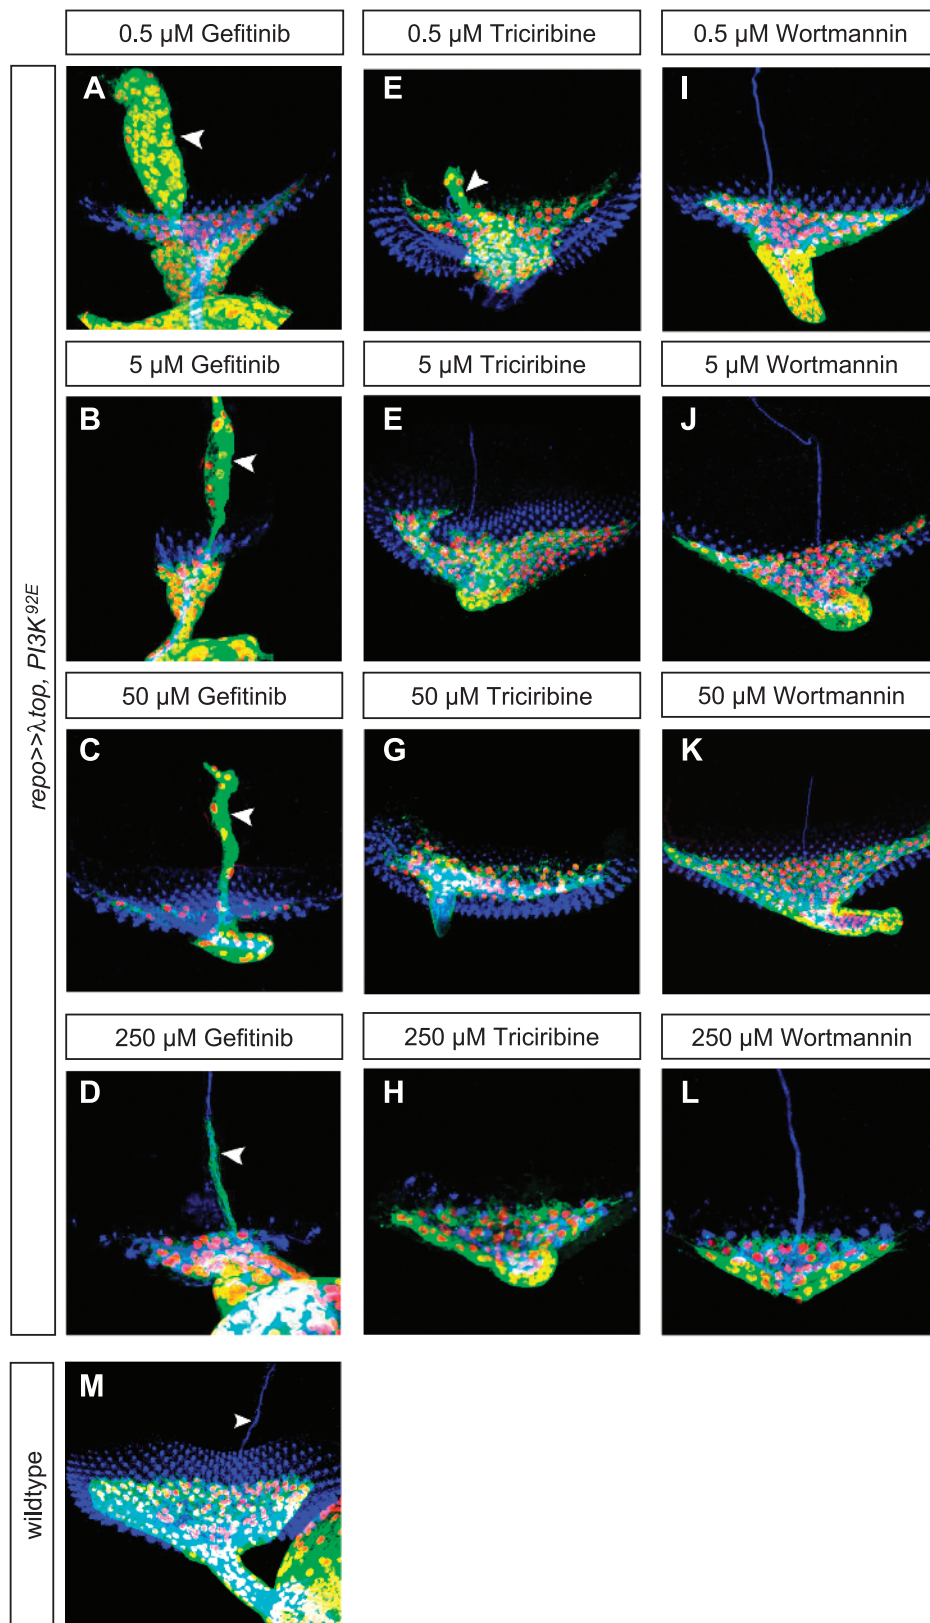 0.5 µM Gefitinib
0.5 µM Triciribine
0.5 µM Wortmannin
A
E
I
5 µM Gefitinib
5 µM Triciribine
5 µM Wortmannin
B
E
J
repo>>λtop, PI3K92E
50 µM Gefitinib
50 µM Triciribine
50 µM Wortmannin
C
G
K
250 µM Gefitinib
250 µM Triciribine
250 µM Wortmannin
D
H
L
wildtype
M